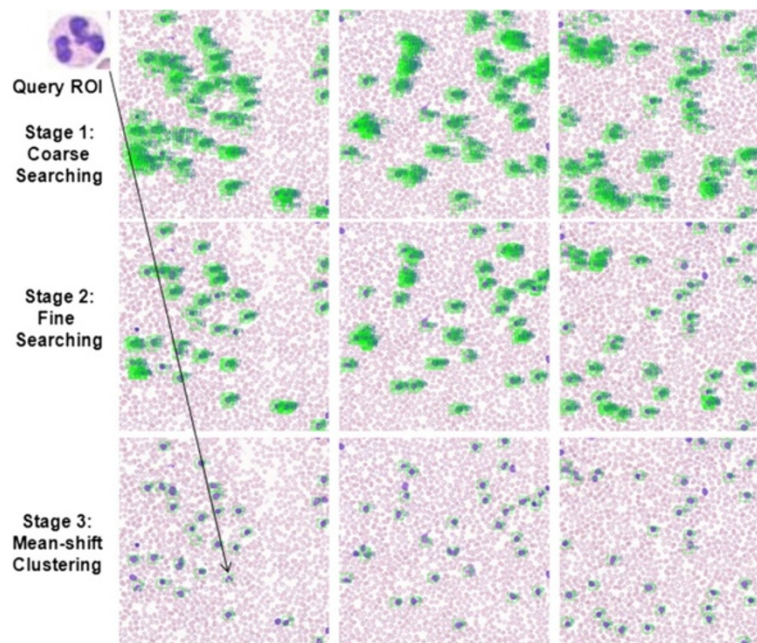 Query ROI
Stage 1:
Coarse
Searching
Stage 2:
Fine
Searching
Stage 3:
Mean-shift
Clustering